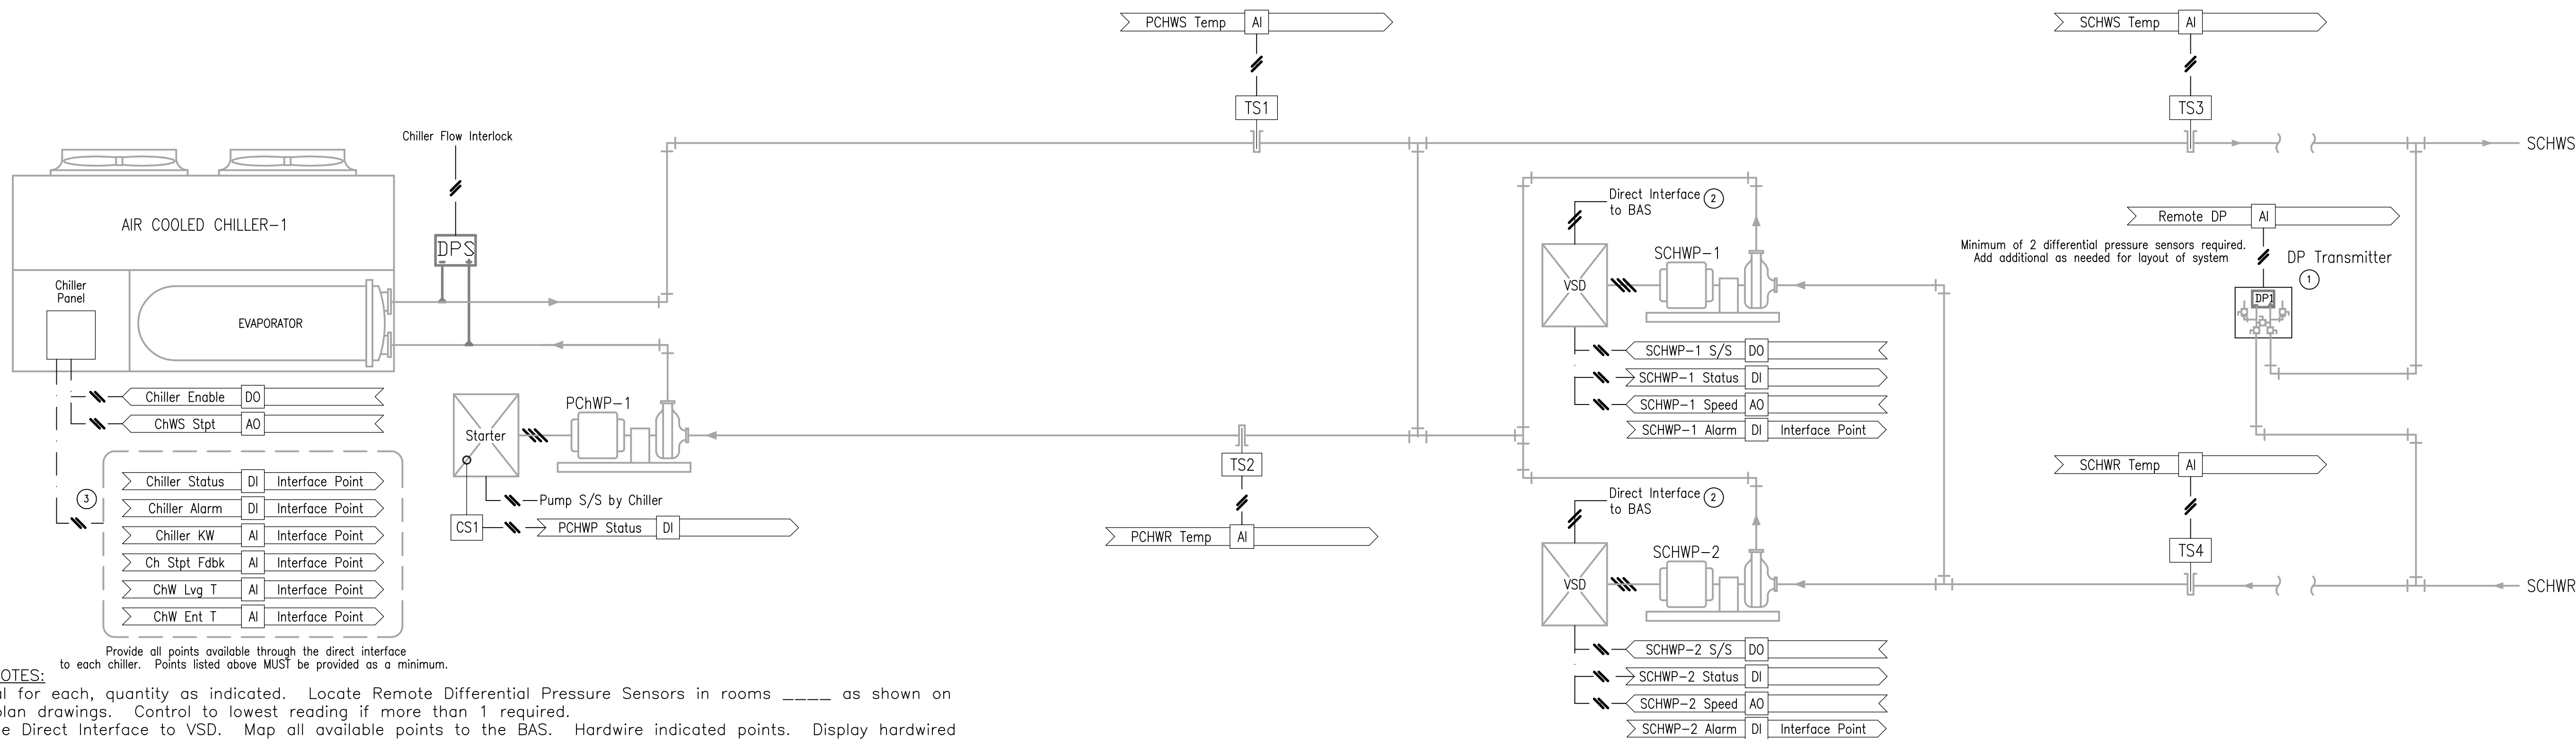 PCHWS Temp AI
SCHWS Temp AI
TS1
TS3
Chiller Flow Interlock
SCHWS
DPS
- +
AIR COOLED CHILLER-1
Chiller
Panel
EVAPORATOR
Chiller Enable DO
ChWS Stpt AO
3
Chiller Status DI Interface Point
Chiller Alarm DI Interface Point
Chiller KW AI Interface Point
Ch Stpt Fdbk AI Interface Point
ChW Lvg T AI Interface Point
ChW Ent T AI Interface Point
Provide all points available through the direct interface
to each chiller. Points listed above MUST be provided as a minimum.
PChWP-1
Starter
Pump S/S by Chiller
CS1
PCHWP Status DI
TS2
PCHWR Temp AI
Direct Interface 2
to BAS
SCHWP-1
VSD
SCHWP-1 S/S DO
SCHWP-1 Status DI
SCHWP-1 Speed AO
SCHWP-1 Alarm DI Interface Point
Direct Interface 2
to BAS
SCHWP-2
VSD
SCHWP-2 S/S DO
SCHWP-2 Status DI
SCHWP-2 Speed AO
SCHWP-2 Alarm DI Interface Point
Remote DP AI
Minimum of 2 differential pressure sensors required.
Add additional as needed for layout of system
DP Transmitter
1
DP1
SCHWR Temp AI
TS4
SCHWR
OTES:
al for each, quantity as indicated. Locate Remote Differential Pressure Sensors in rooms ____ as shown on
plan drawings. Control to lowest reading if more than 1 required.
e Direct Interface to VSD. Map all available points to the BAS. Hardwire indicated points. Display hardwired